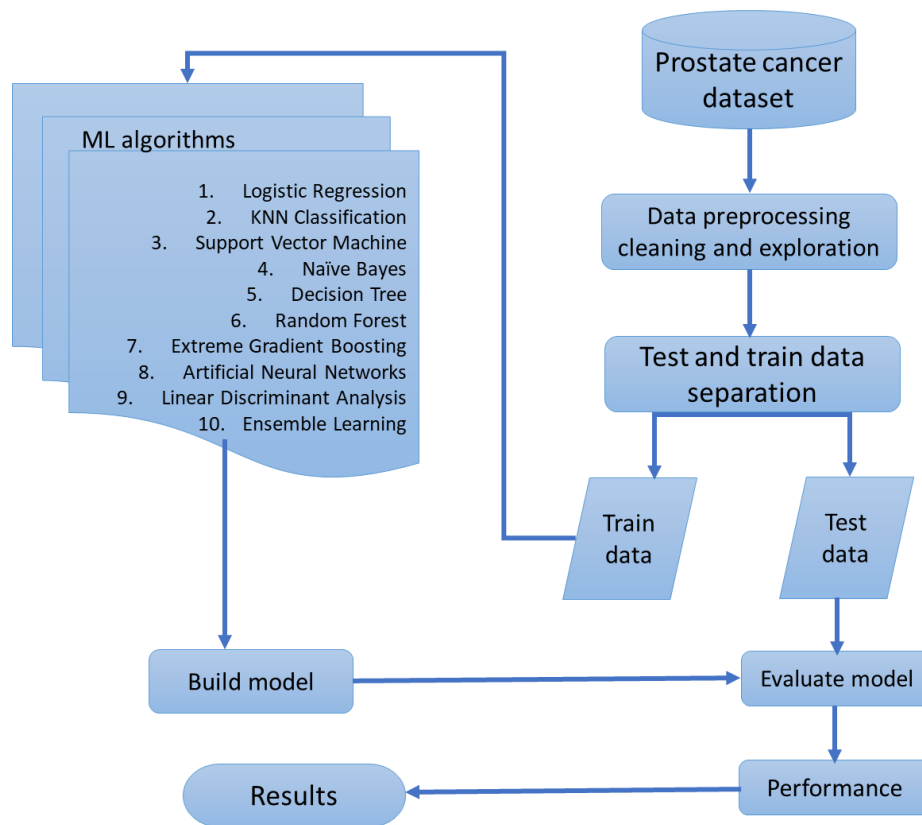 Prostate cancer
dataset
Data preprocessing
cleaning and exploration
Test and train data
separation
Train
data
Test
data
ML algorithms
1. Logistic Regression
2. KNN Classification
3. Support Vector Machine
4. Naïve Bayes
5. Decision Tree
6. Random Forest
7. Extreme Gradient Boosting
8. Artificial Neural Networks
9. Linear Discriminant Analysis
10. Ensemble Learning
Build model
Evaluate model
Performance
Results